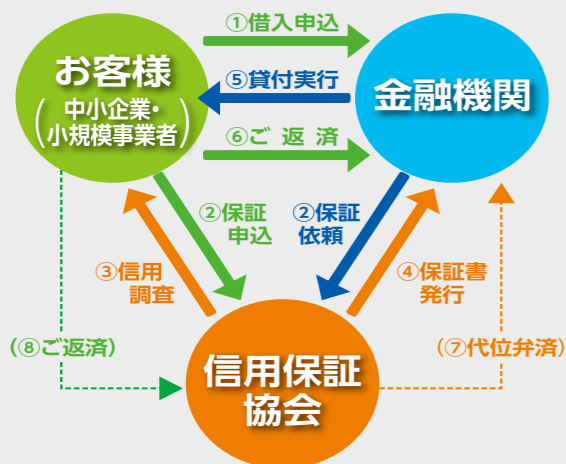 ①借入申込
お客様
(中小企業・
小規模事業者)
⑤貸付実行
金融機関
⑥ご返済
②保証
申込
②保証
依頼
③信用
調査
④保証書
発行
(⑧ご返済)
(⑦代位弁済)
信用保証
協会